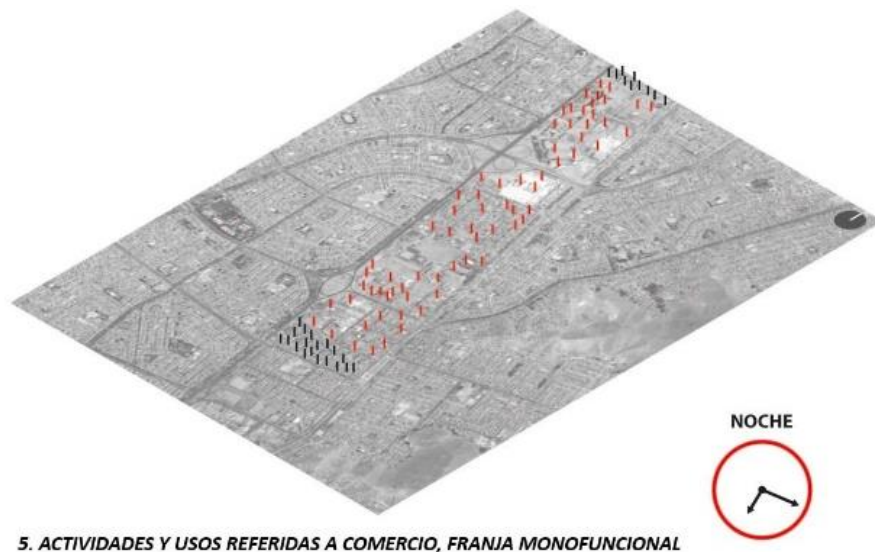 NOCHE
5. ACTIVIDADES Y USOS REFERIDAS A COMERCIO, FRANJA MONOFUNCIONAL